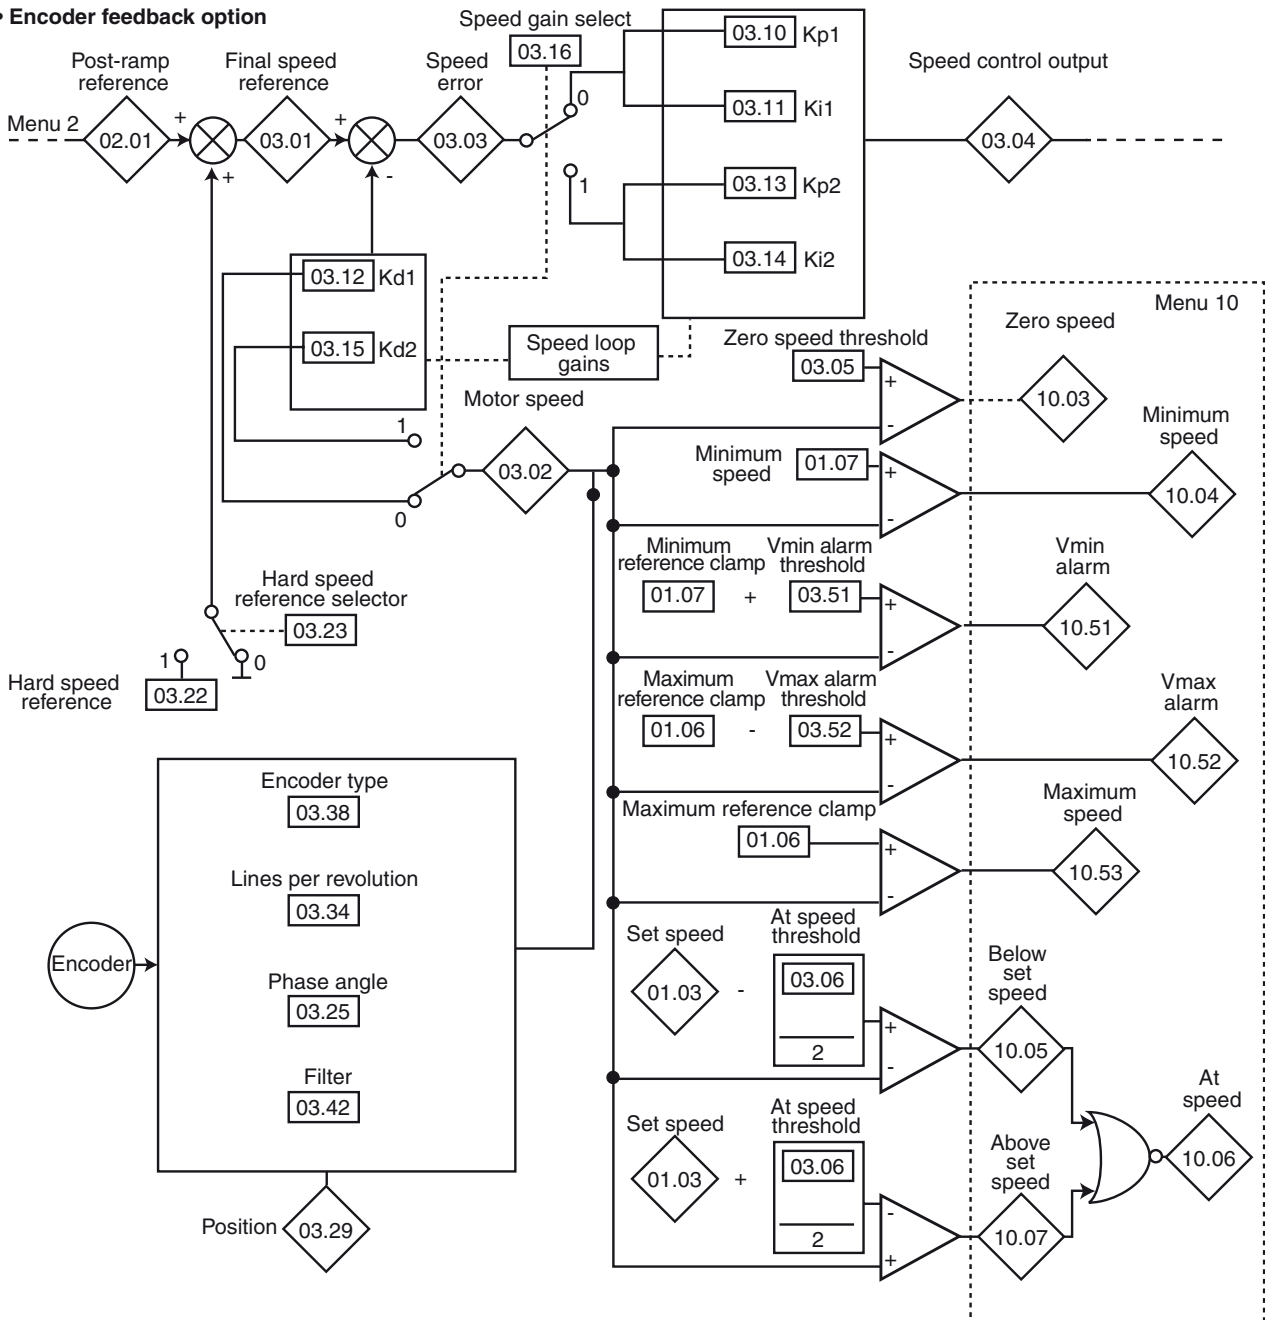 • Encoder feedback option
Speed gain select
03.16
03.10 Kp1
Post-ramp
reference
Final speed
reference
Speed
error
Speed control output
0
03.11 Ki1
Menu 2
02.01
+
03.01
+
03.03
03.04
+
-
1
03.13 Kp2
03.14 Ki2
03.12 Kd1
03.15 Kd2
Speed loop
gains
Menu 10
Zero speed threshold
03.05
+
-
Zero speed
10.03
Motor speed
1
03.02
0
Minimum
speed
01.07
+
-
Minimum
speed
10.04
Minimum
reference clamp
01.07
+
Vmin alarm
threshold
03.51
+
-
Vmin
alarm
10.51
Hard speed
reference selector
03.23
1
0
Hard speed
reference
03.22
Maximum
reference clamp
01.06
-
Vmax alarm
threshold
03.52
+
-
Vmax
alarm
10.52
Maximum reference clamp
01.06
+
-
Maximum
speed
10.53
Encoder
Encoder type
03.38
Lines per revolution
03.34
Phase angle
03.25
Filter
03.42
Position
03.29
Set speed
01.03
-
At speed
threshold
03.06
2
+
-
Below
set
speed
10.05
Set speed
01.03
+
At speed
threshold
03.06
2
-
+
Above
set
speed
10.07
At
speed
10.06